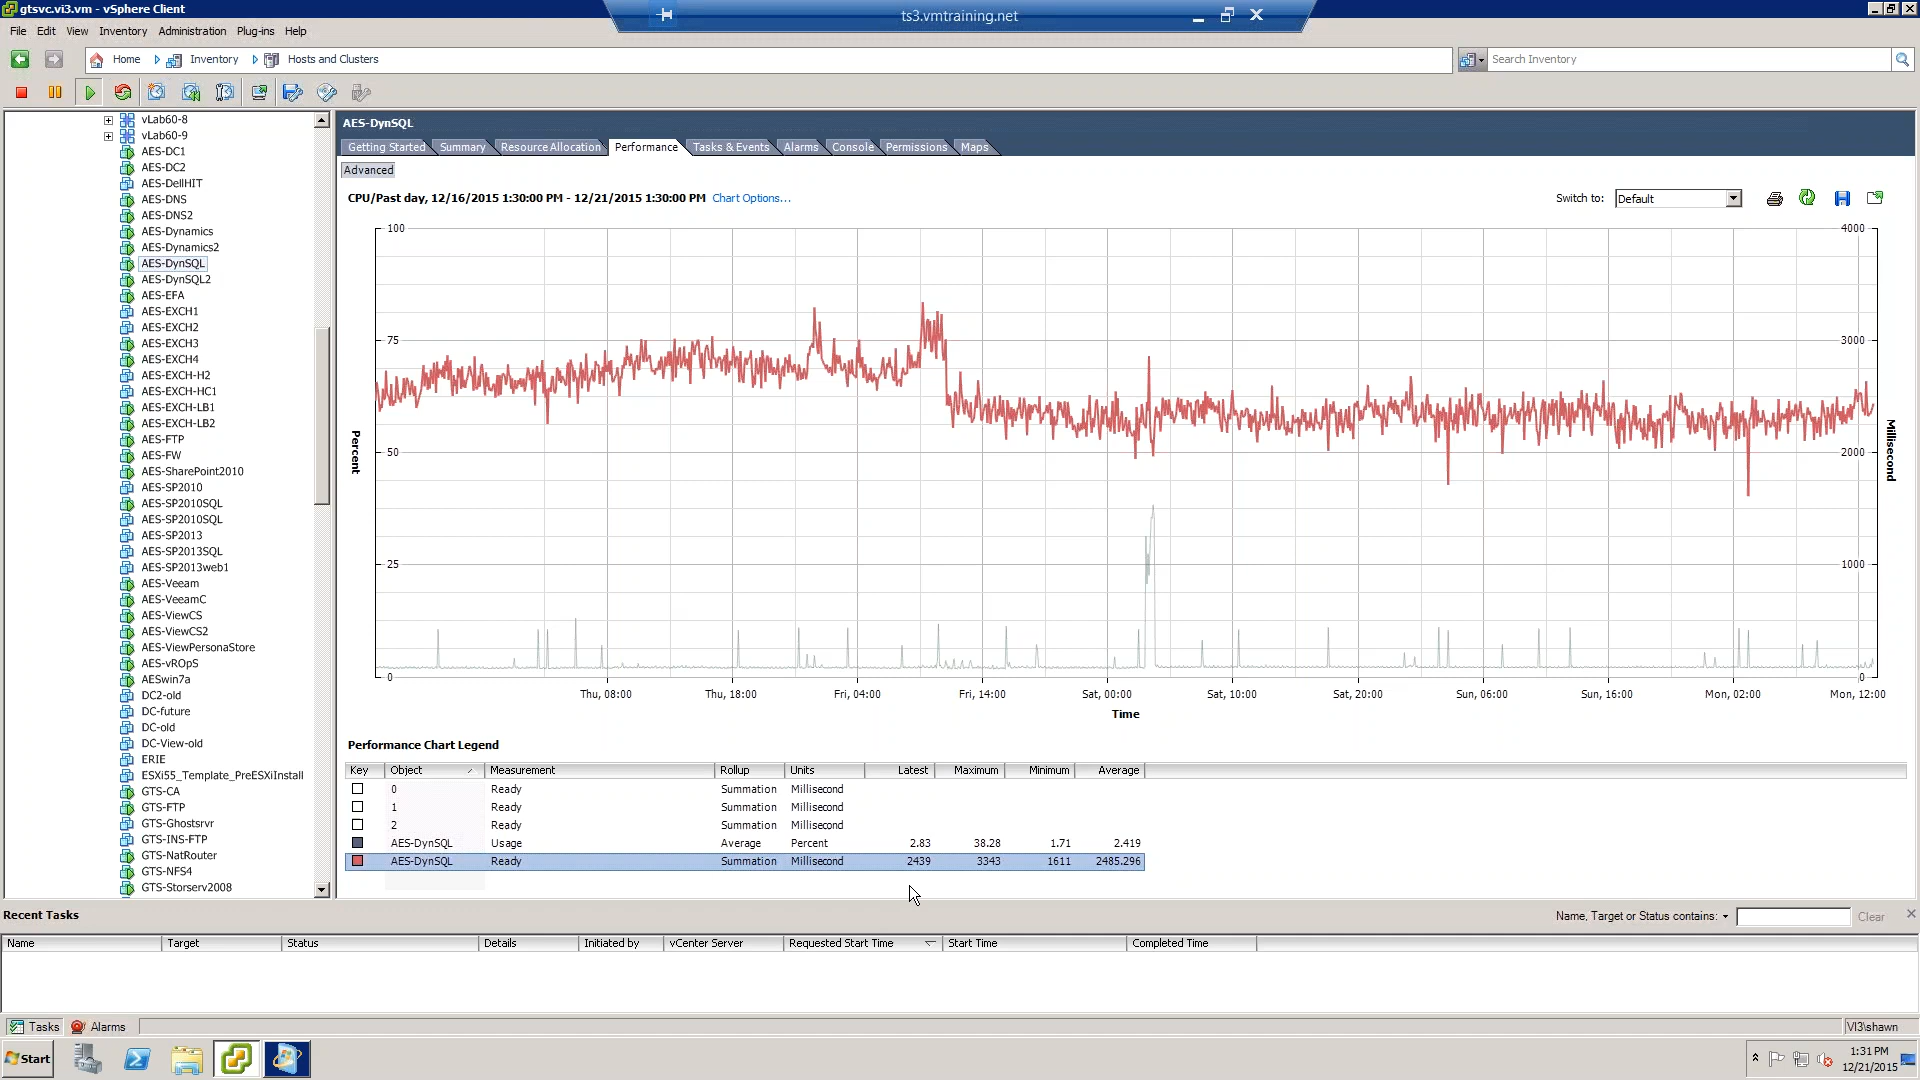 gtsvc.vi3.vm - vSphere Client
ts3.vmtraining.net
File Edit View Inventory Administration Plug-ins Help
Home Inventory Hosts and Clusters
Search Inventory
vLab60-8
vLab60-9
AES-DC1
AES-DC2
AES-DellHIT
AES-DNS
AES-DNS2
AES-Dynamics
AES-Dynamics2
AES-DynSQL
AES-DynSQL2
AES-EFA
AES-EXCH1
AES-EXCH2
AES-EXCH3
AES-EXCH4
AES-EXCH-H2
AES-EXCH-HC1
AES-EXCH-LB1
AES-EXCH-LB2
AES-FTP
AES-FW
AES-SharePoint2010
AES-SP2010
AES-SP2010SQL
AES-SP2010SQL
AES-SP2013
AES-SP2013SQL
AES-SP2013web1
AES-Veeam
AES-VeeamC
AES-ViewCS
AES-ViewCS2
AES-ViewPersonaStore
AES-vROpS
AESwin7a
DC2-old
DC-future
DC-old
DC-View-old
ERIE
ESXi55_Template_PreESXiInstall
GTS-CA
GTS-FTP
GTS-Ghostsrvr
GTS-INS-FTP
GTS-NatRouter
GTS-NFS4
GTS-Storserv2008
AES-DynSQL
Getting Started Summary Resource Allocation Performance Tasks & Events Alarms Console Permissions Maps
Advanced
CPU/Past day, 12/16/2015 1:30:00 PM - 12/21/2015 1:30:00 PM Chart Options...
Switch to: Default
100 4000
75 3000
50 2000
25 1000
0 0
Percent
Millisecond
Thu, 08:00 Thu, 18:00 Fri, 04:00 Fri, 14:00 Sat, 00:00 Sat, 10:00 Sat, 20:00 Sun, 06:00 Sun, 16:00 Mon, 02:00 Mon, 12:00
Time
Performance Chart Legend
Key Object Measurement Rollup Units Latest Maximum Minimum Average
0 Ready Summation Millisecond
1 Ready Summation Millisecond
2 Ready Summation Millisecond
AES-DynSQL Usage Average Percent 2.83 38.28 1.71 2.419
AES-DynSQL Ready Summation Millisecond 2439 3343 1611 2485.296
Recent Tasks
Name, Target or Status contains: Clear
Name Target Status Details Initiated by vCenter Server Requested Start Time Start Time Completed Time
Tasks Alarms
VI3\shawn
Start
1:31 PM
12/21/2015